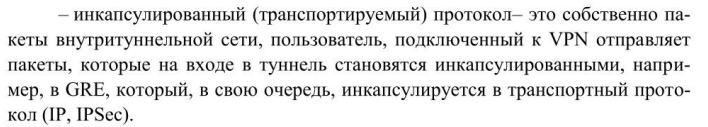 – инкапсулированный (транспортируемый) протокол– это собственно па-
кеты внутритуннельной сети, пользователь, подключенный к VPN отправляет
пакеты, которые на входе в туннель становятся инкапсулированными, напри-
мер, в GRE, который, в свою очередь, инкапсулируется в транспортный прото-
кол (IP, IPSec).